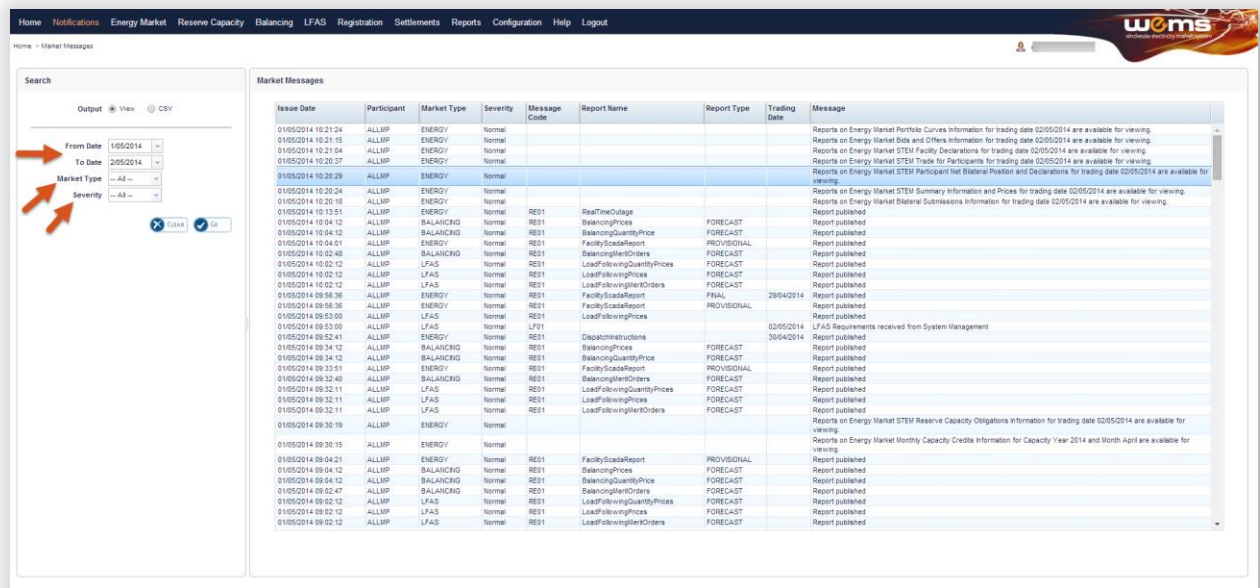 Home Notifications Energy Market Reserve Capacity Balancing LFAS Registration Settlements Reports Configuration Help Logout
wems
wholesale electricity market system
Home > Market Messages
Search
Output View CSV
From Date 1/05/2014
To Date 2/05/2014
Market Type -- All --
Severity -- All --
CLEAR GO
Market Messages
Issue Date Participant Market Type Severity Message Code Report Name Report Type Trading Date Message
01/05/2014 10:21:24 ALLMP ENERGY Normal Reports on Energy Market Portfolio Curves Information for trading date 02/05/2014 are available for viewing.
01/05/2014 10:21:15 ALLMP ENERGY Normal Reports on Energy Market Bids and Offers Information for trading date 02/05/2014 are available for viewing.
01/05/2014 10:21:04 ALLMP ENERGY Normal Reports on Energy Market STEM Facility Declarations for trading date 02/05/2014 are available for viewing.
01/05/2014 10:20:37 ALLMP ENERGY Normal Reports on Energy Market STEM Trade for Participants for trading date 02/05/2014 are available for viewing.
01/05/2014 10:20:29 ALLMP ENERGY Normal Reports on Energy Market STEM Participant Net Bilateral Position and Declarations for trading date 02/05/2014 are available for
viewing.
01/05/2014 10:20:24 ALLMP ENERGY Normal Reports on Energy Market STEM Summary Information and Prices for trading date 02/05/2014 are available for viewing.
01/05/2014 10:20:18 ALLMP ENERGY Normal Reports on Energy Market Bilateral Submissions Information for trading date 02/05/2014 are available for viewing.
01/05/2014 10:13:51 ALLMP ENERGY Normal RE01 RealTimeOutage Report published
01/05/2014 10:04:12 ALLMP BALANCING Normal RE01 BalancingPrices FORECAST Report published
01/05/2014 10:04:12 ALLMP BALANCING Normal RE01 BalancingQuantityPrice FORECAST Report published
01/05/2014 10:04:01 ALLMP ENERGY Normal RE01 FacilityScadaReport PROVISIONAL Report published
01/05/2014 10:02:48 ALLMP BALANCING Normal RE01 BalancingMeritOrders FORECAST Report published
01/05/2014 10:02:12 ALLMP LFAS Normal RE01 LoadFollowingQuantityPrices FORECAST Report published
01/05/2014 10:02:12 ALLMP LFAS Normal RE01 LoadFollowingPrices FORECAST Report published
01/05/2014 10:02:12 ALLMP LFAS Normal RE01 LoadFollowingMeritOrders FORECAST Report published
01/05/2014 09:56:36 ALLMP ENERGY Normal RE01 FacilityScadaReport FINAL 29/04/2014 Report published
01/05/2014 09:56:36 ALLMP ENERGY Normal RE01 FacilityScadaReport PROVISIONAL Report published
01/05/2014 09:53:00 ALLMP LFAS Normal RE01 LoadFollowingPrices Report published
01/05/2014 09:53:00 ALLMP LFAS Normal LF01 02/05/2014 LFAS Requirements received from System Management
01/05/2014 09:52:41 ALLMP ENERGY Normal RE01 DispatchInstructions 30/04/2014 Report published
01/05/2014 09:34:12 ALLMP BALANCING Normal RE01 BalancingPrices FORECAST Report published
01/05/2014 09:34:12 ALLMP BALANCING Normal RE01 BalancingQuantityPrice FORECAST Report published
01/05/2014 09:33:51 ALLMP ENERGY Normal RE01 FacilityScadaReport PROVISIONAL Report published
01/05/2014 09:32:40 ALLMP BALANCING Normal RE01 BalancingMeritOrders FORECAST Report published
01/05/2014 09:32:11 ALLMP LFAS Normal RE01 LoadFollowingQuantityPrices FORECAST Report published
01/05/2014 09:32:11 ALLMP LFAS Normal RE01 LoadFollowingPrices FORECAST Report published
01/05/2014 09:32:11 ALLMP LFAS Normal RE01 LoadFollowingMeritOrders FORECAST Report published
01/05/2014 09:30:19 ALLMP ENERGY Normal Reports on Energy Market STEM Reserve Capacity Obligations Information for trading date 02/05/2014 are available for
viewing.
01/05/2014 09:30:15 ALLMP ENERGY Normal Reports on Energy Market Monthly Capacity Credits Information for Capacity Year 2014 and Month April are available for
viewing.
01/05/2014 09:04:21 ALLMP ENERGY Normal RE01 FacilityScadaReport PROVISIONAL Report published
01/05/2014 09:04:12 ALLMP BALANCING Normal RE01 BalancingPrices FORECAST Report published
01/05/2014 09:04:12 ALLMP BALANCING Normal RE01 BalancingQuantityPrice FORECAST Report published
01/05/2014 09:02:47 ALLMP BALANCING Normal RE01 BalancingMeritOrders FORECAST Report published
01/05/2014 09:02:12 ALLMP LFAS Normal RE01 LoadFollowingQuantityPrices FORECAST Report published
01/05/2014 09:02:12 ALLMP LFAS Normal RE01 LoadFollowingPrices FORECAST Report published
01/05/2014 09:02:12 ALLMP LFAS Normal RE01 LoadFollowingMeritOrders FORECAST Report published